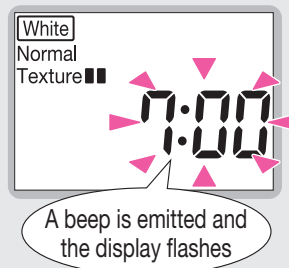 White
Normal
Texture▮▮
7:00
A beep is emitted and
the display flashes